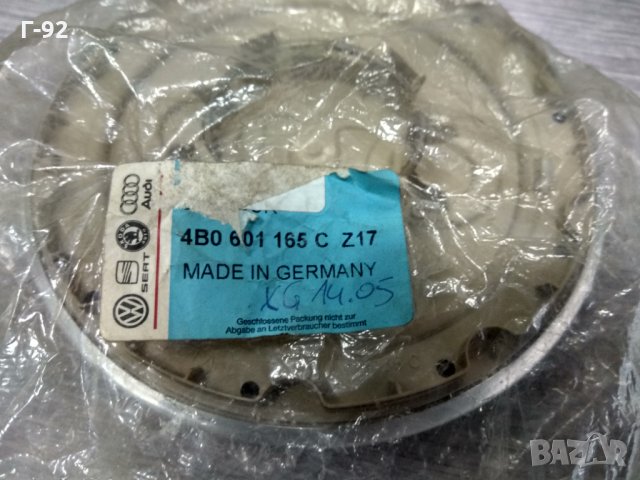 Г-92
Audi
SEAT
4B0 601 165 C Z17
MADE IN GERMANY
XG 14.05
Geschlossene Packung nicht zur
Abgabe an Letztverbraucher bestimmt
BAZAR